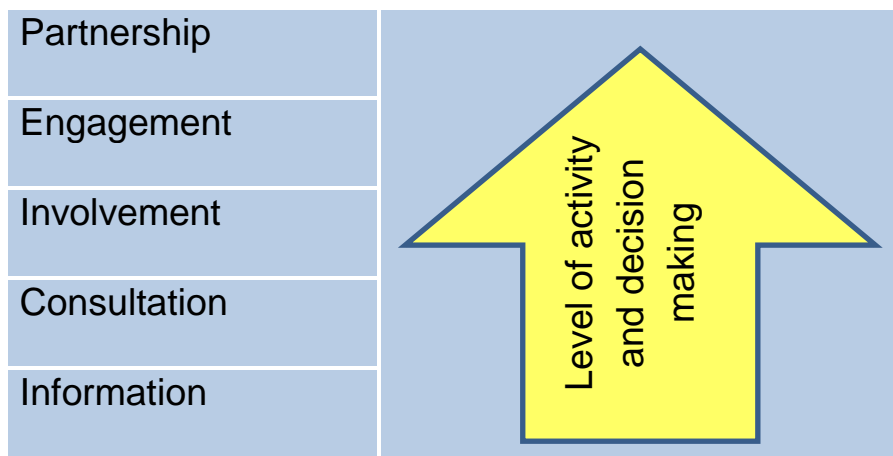 Partnership
Engagement
Involvement
Consultation
Information
Level of activity
and decision
making